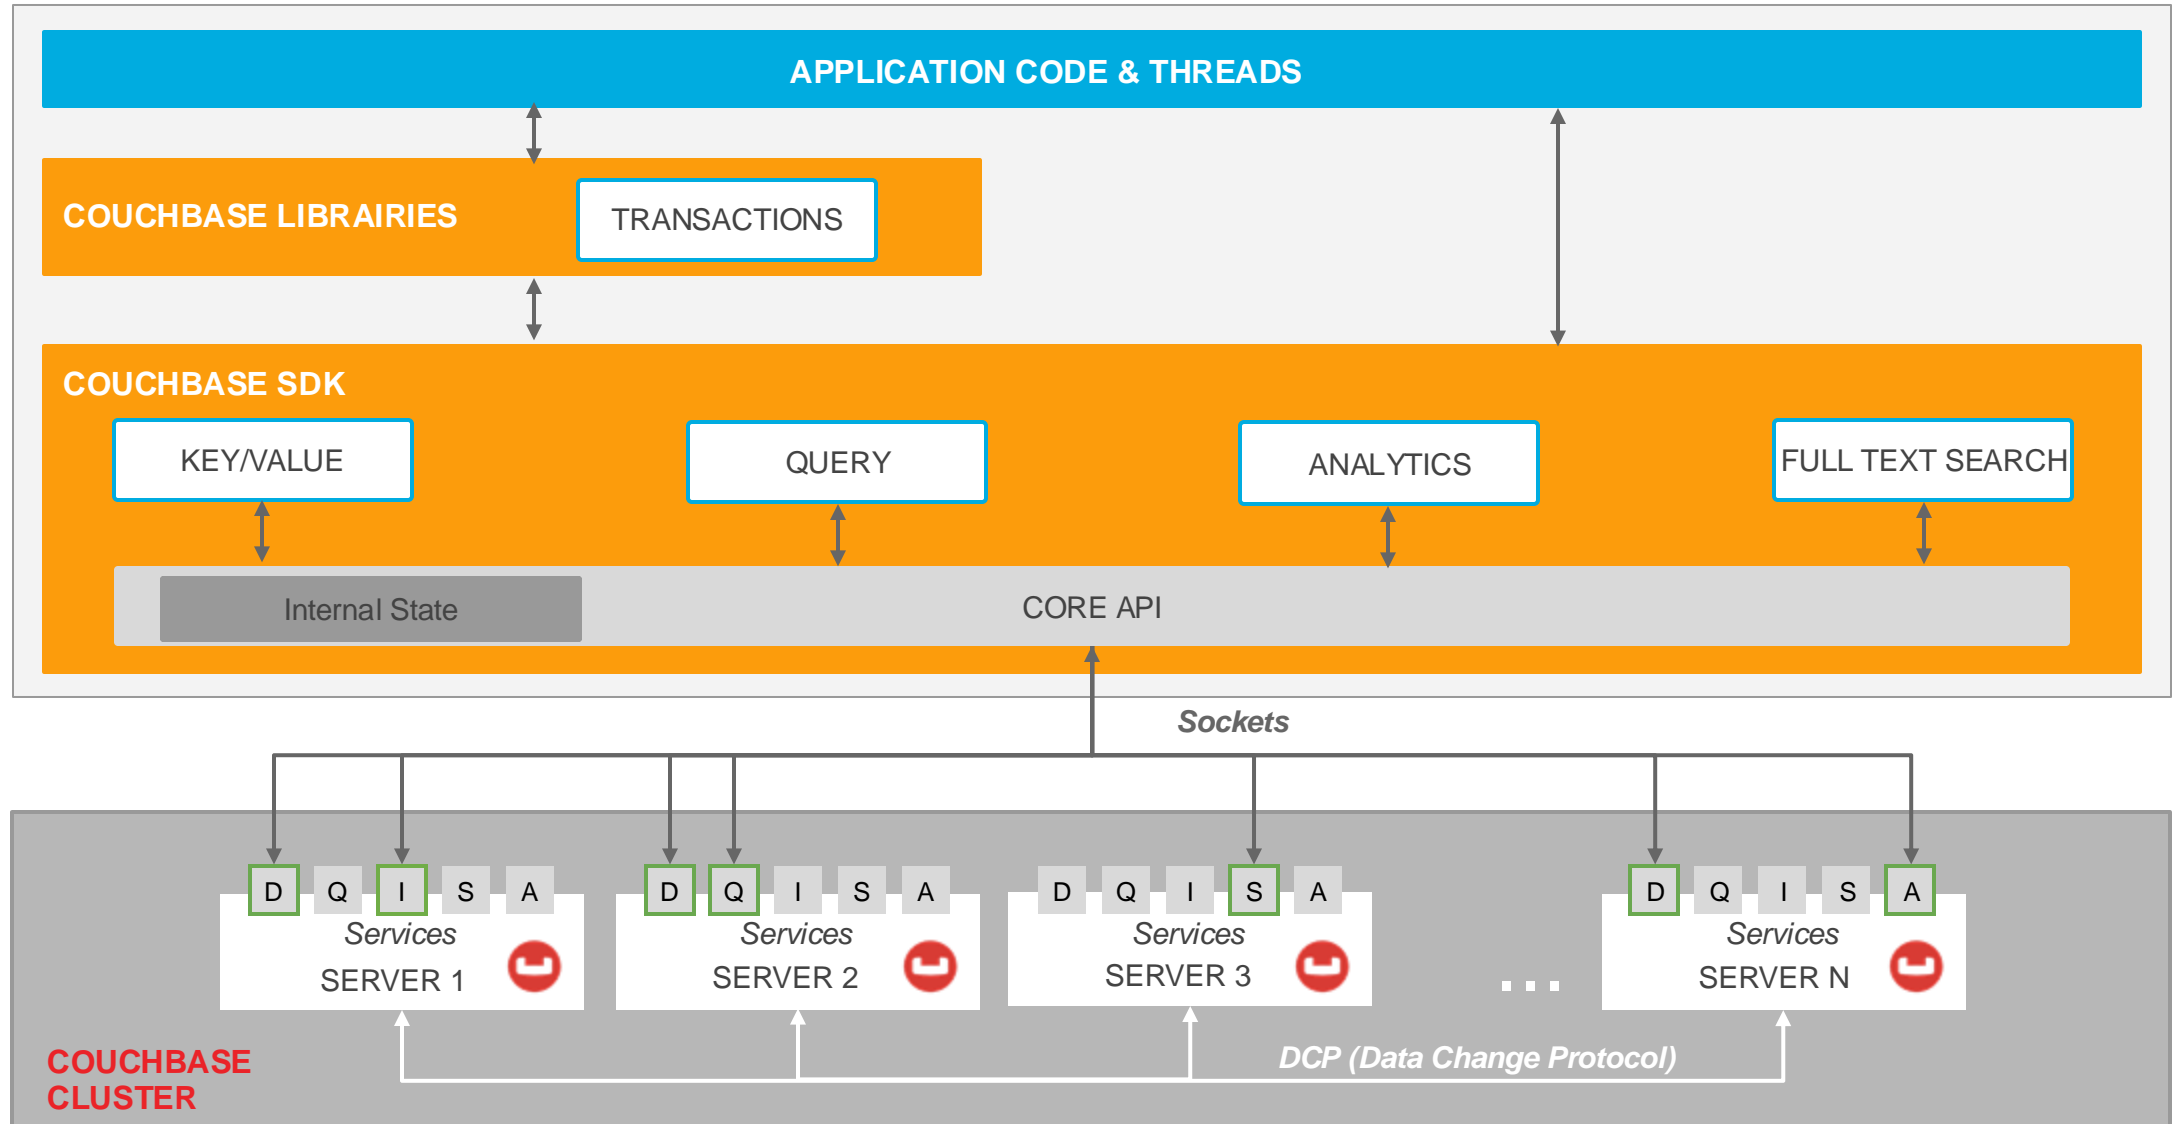 APPLICATION CODE & THREADS
COUCHBASE LIBRAIRIES
TRANSACTIONS
COUCHBASE SDK
KEY/VALUE
QUERY
ANALYTICS
FULL TEXT SEARCH
Internal State
CORE API
Sockets
D Q I S A
Services
SERVER 1
D Q I S A
Services
SERVER 2
D Q I S A
Services
SERVER 3
...
D Q I S A
Services
SERVER N
DCP (Data Change Protocol)
COUCHBASE
CLUSTER